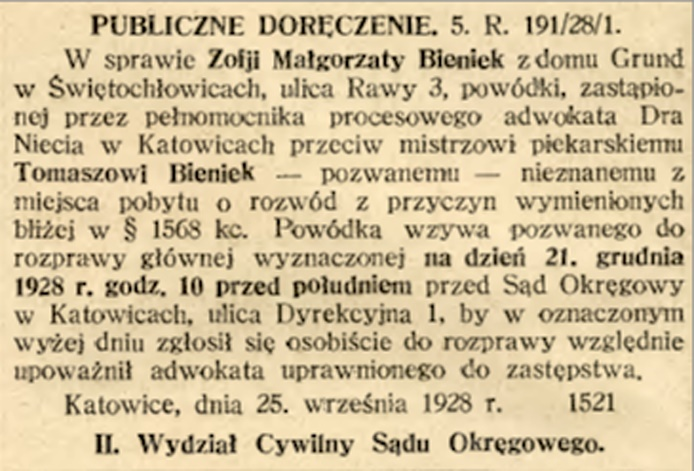 PUBLICZNE DORĘCZENIE. 5. R. 191/28/1.
W sprawie Zofji Małgorzaty Bieniek z domu Grund
w Świętochłowicach, ulica Rawy 3, powódki, zastąpio-
nej przez pełnomocnika procesowego adwokata Dra
Niecia w Katowicach przeciw mistrzowi piekarskiemu
Tomaszowi Bieniek — pozwanemu — nieznanemu z
miejsca pobytu o rozwód z przyczyn wymienionych
bliżej w § 1568 kc. Powódka wzywa pozwanego do
rozprawy głównej wyznaczonej na dzień 21. grudnia
1928 r. godz. 10 przed południem przed Sąd Okręgowy
w Katowicach, ulica Dyrekcyjna 1, by w oznaczonym
wyżej dniu zgłosił się osobiście do rozprawy względnie
upoważnił adwokata uprawnionego do zastępstwa.
Katowice, dnia 25. września 1928 r. 1521
II. Wydział Cywilny Sądu Okręgowego.